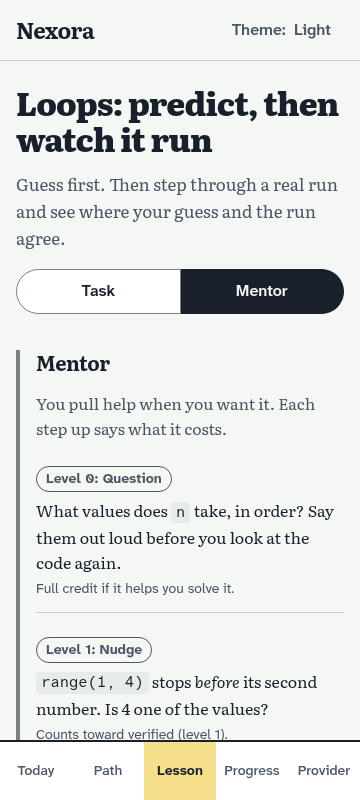 Nexora
Theme: Light
Loops: predict, then
watch it run
Guess first. Then step through a real run
and see where your guess and the run
agree.
Task
Mentor
Mentor
You pull help when you want it. Each
step up says what it costs.
Level 0: Question
What values does n take, in order? Say
them out loud before you look at the
code again.
Full credit if it helps you solve it.
Level 1: Nudge
range(1, 4) stops before its second
number. Is 4 one of the values?
Counts toward verified (level 1).
Today
Path
Lesson
Progress
Provider